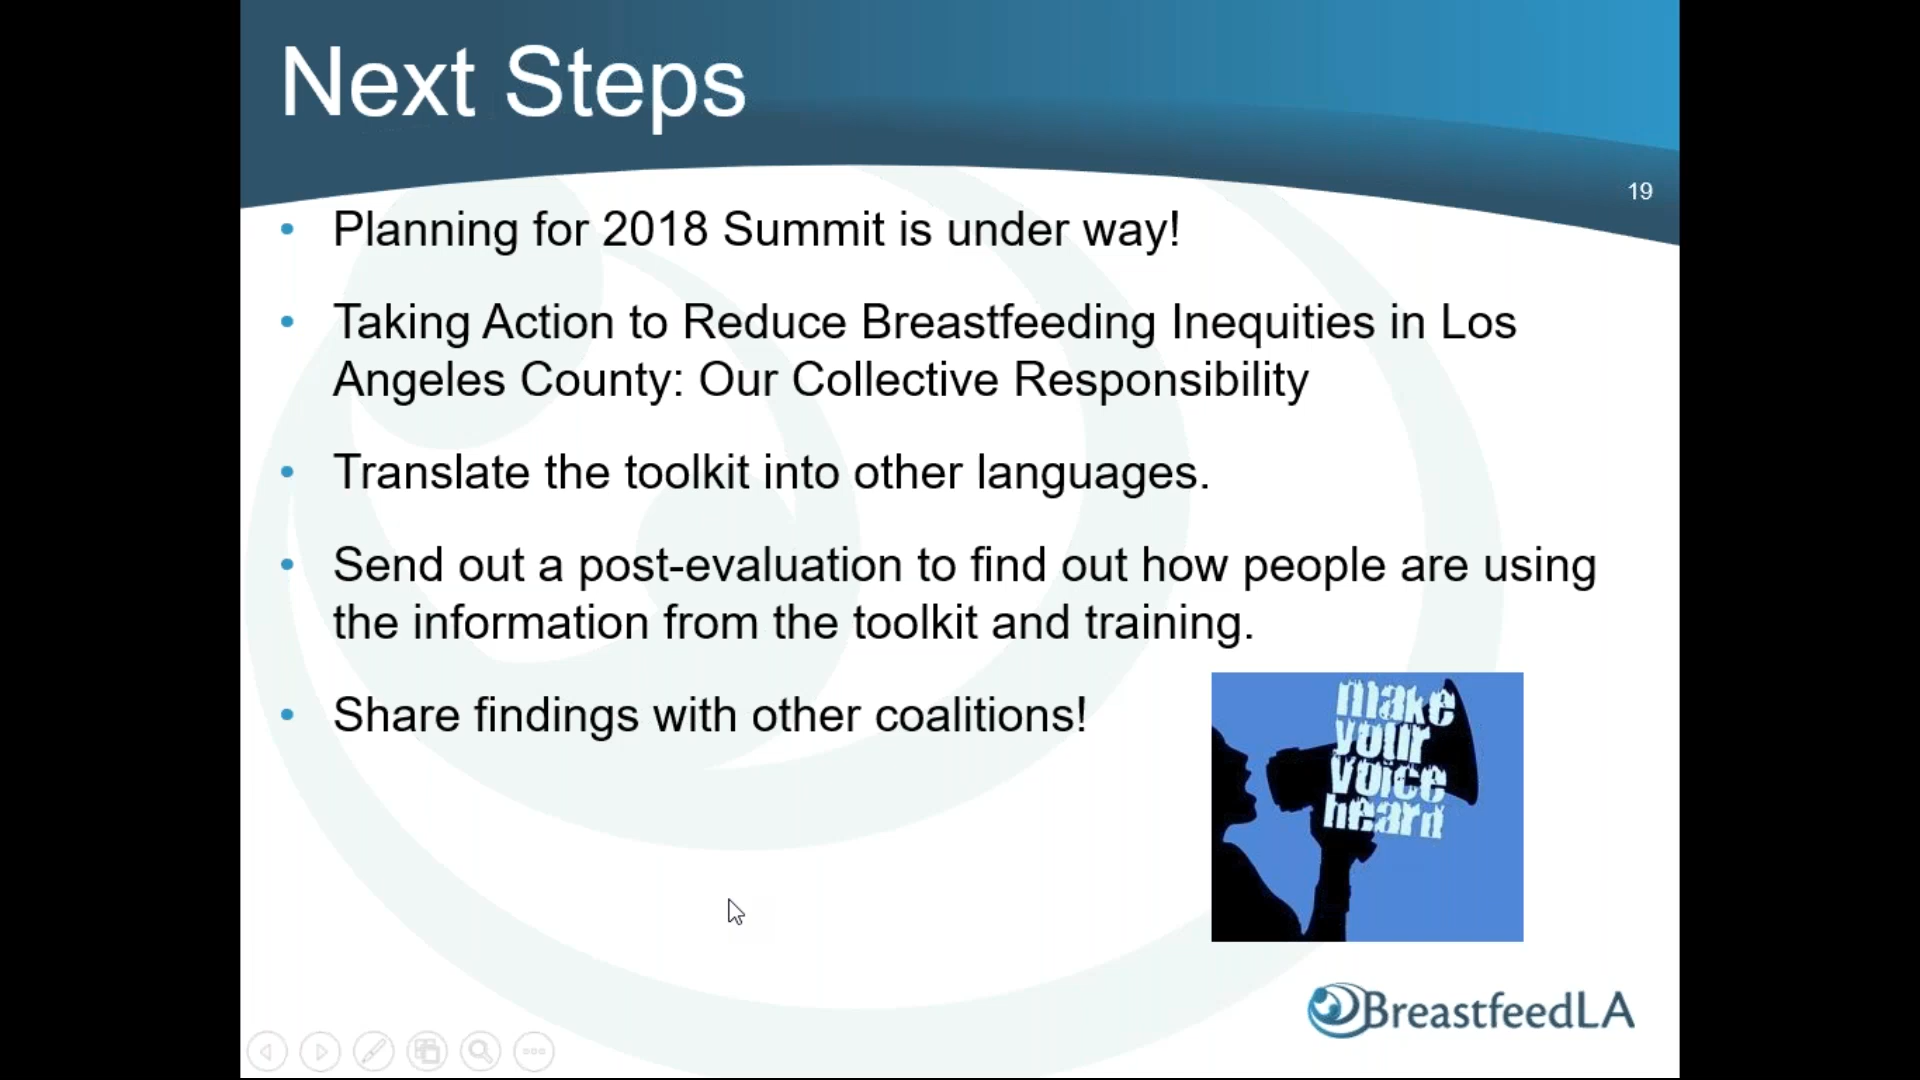 Next Steps
19
Planning for 2018 Summit is under way!
Taking Action to Reduce Breastfeeding Inequities in Los
Angeles County: Our Collective Responsibility
Translate the toolkit into other languages.
Send out a post-evaluation to find out how people are using
the information from the toolkit and training.
Share findings with other coalitions!
make
your
voice
heard
BreastfeedLA